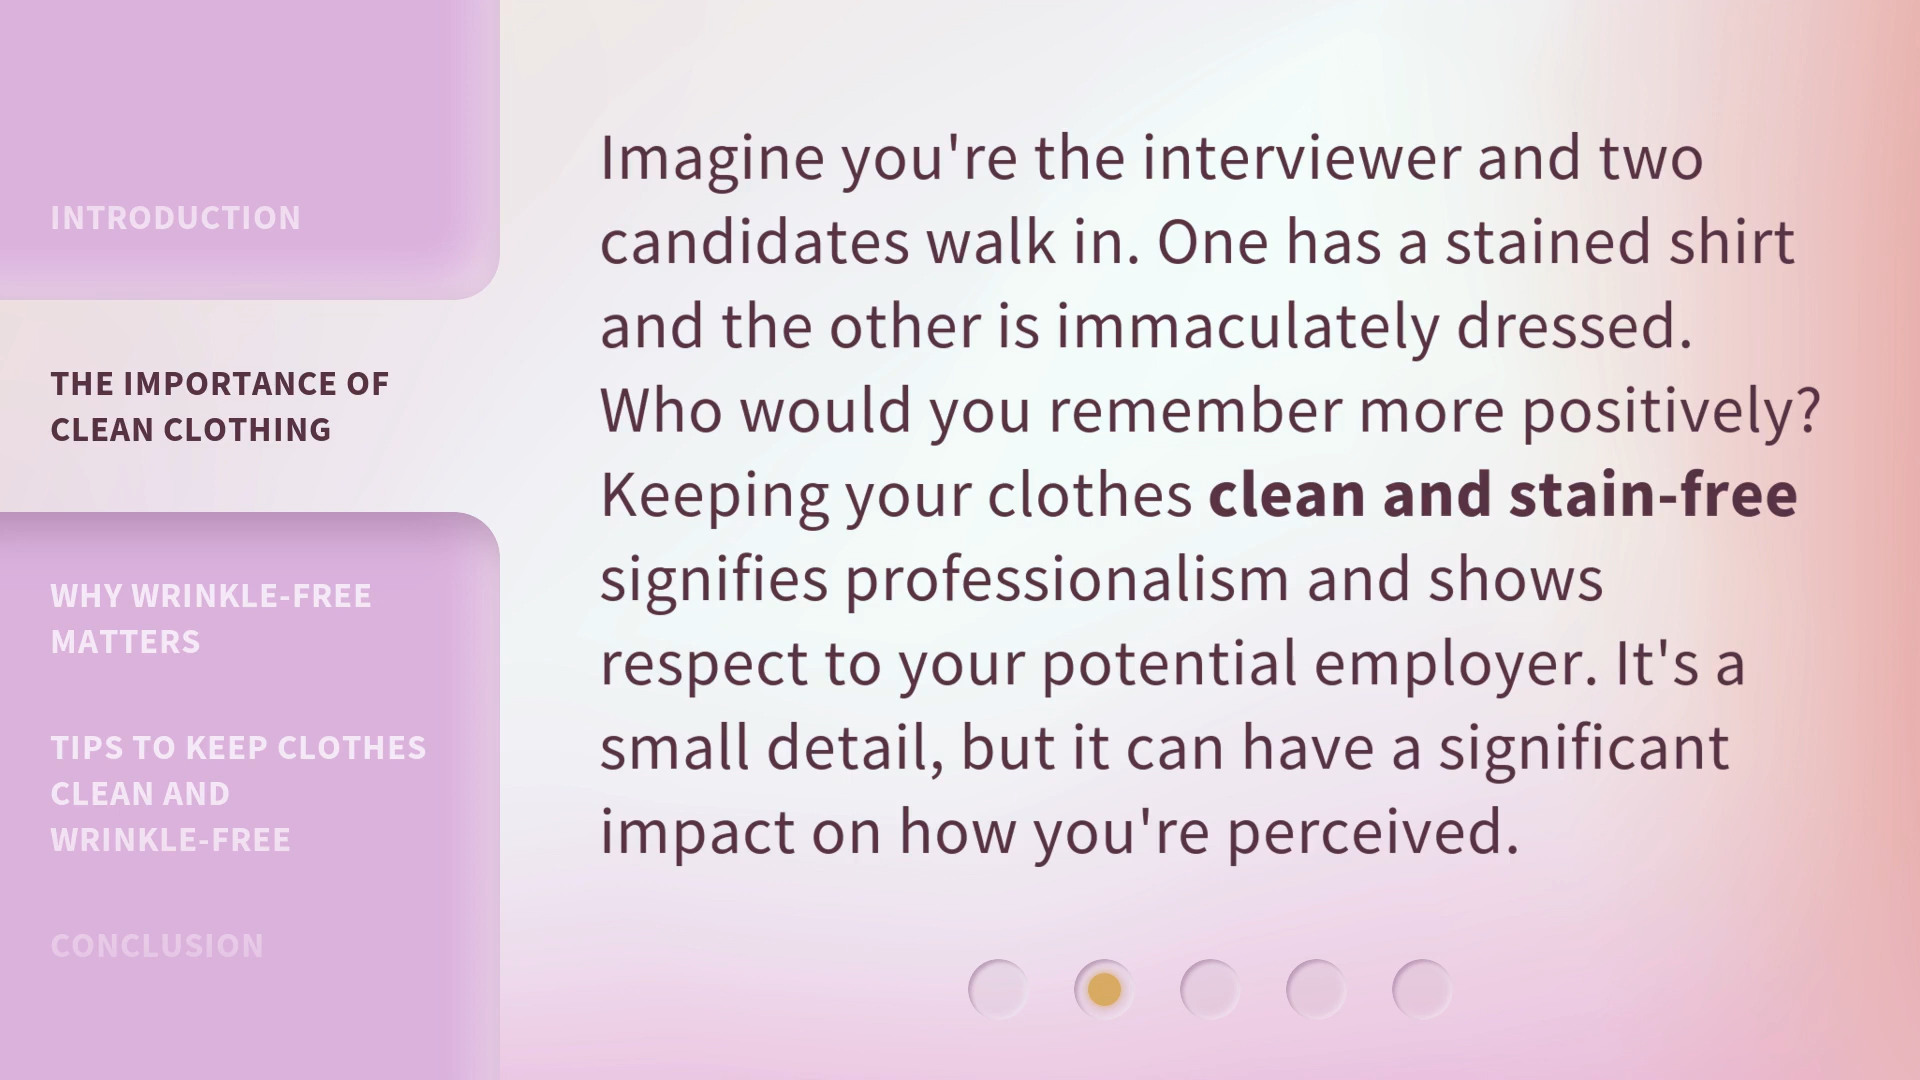 INTRODUCTION
THE IMPORTANCE OF
CLEAN CLOTHING
WHY WRINKLE-FREE
MATTERS
TIPS TO KEEP CLOTHES
CLEAN AND
WRINKLE-FREE
CONCLUSION
Imagine you're the interviewer and two
candidates walk in. One has a stained shirt
and the other is immaculately dressed.
Who would you remember more positively?
Keeping your clothes clean and stain-free
signifies professionalism and shows
respect to your potential employer. It's a
small detail, but it can have a significant
impact on how you're perceived.